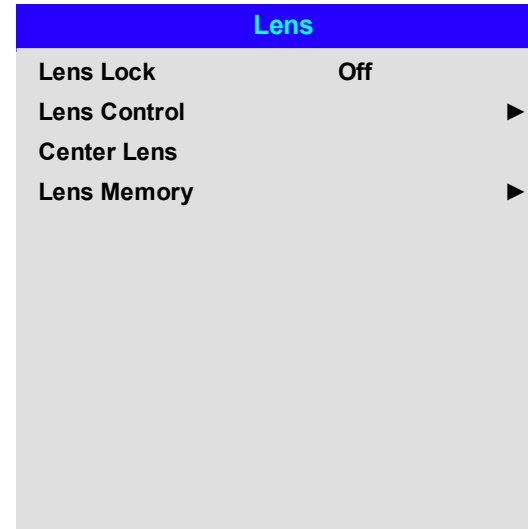 Lens
Lens Lock Off
Lens Control ►
Center Lens
Lens Memory ►